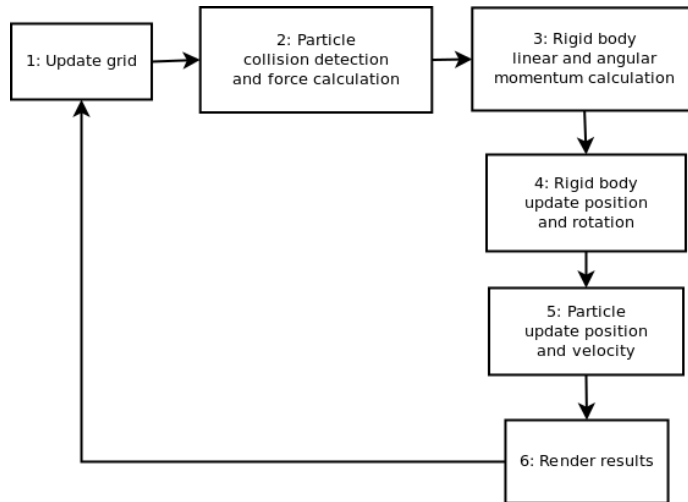 1: Update grid
2: Particle
collision detection
and force calculation
3: Rigid body
linear and angular
momentum calculation
4: Rigid body
update position
and rotation
5: Particle
update position
and velocity
6: Render results